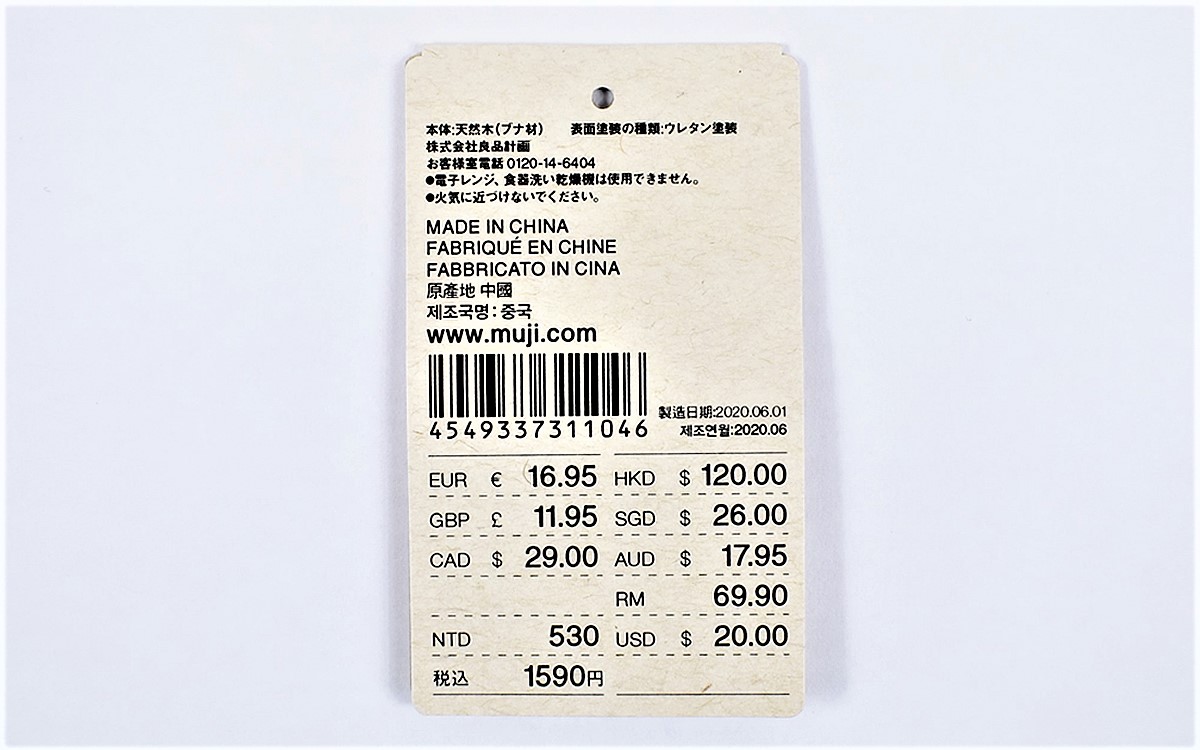 本体:天然木(ブナ材) 表面塗装の種類:ウレタン塗装
株式会社良品計画
お客様室電話 0120-14-6404
●電子レンジ、食器洗い乾燥機は使用できません。
●火気に近づけないでください。
MADE IN CHINA
FABRIQUÉ EN CHINE
FABBRICATO IN CINA
原產地 中國
제조국명: 중국
www.muji.com
4549337311046
製造日期:2020.06.01
제조연월:2020.06
EUR € 16.95 HKD $ 120.00
GBP £ 11.95 SGD $ 26.00
CAD $ 29.00 AUD $ 17.95
RM 69.90
NTD 530 USD $ 20.00
税込 1590円